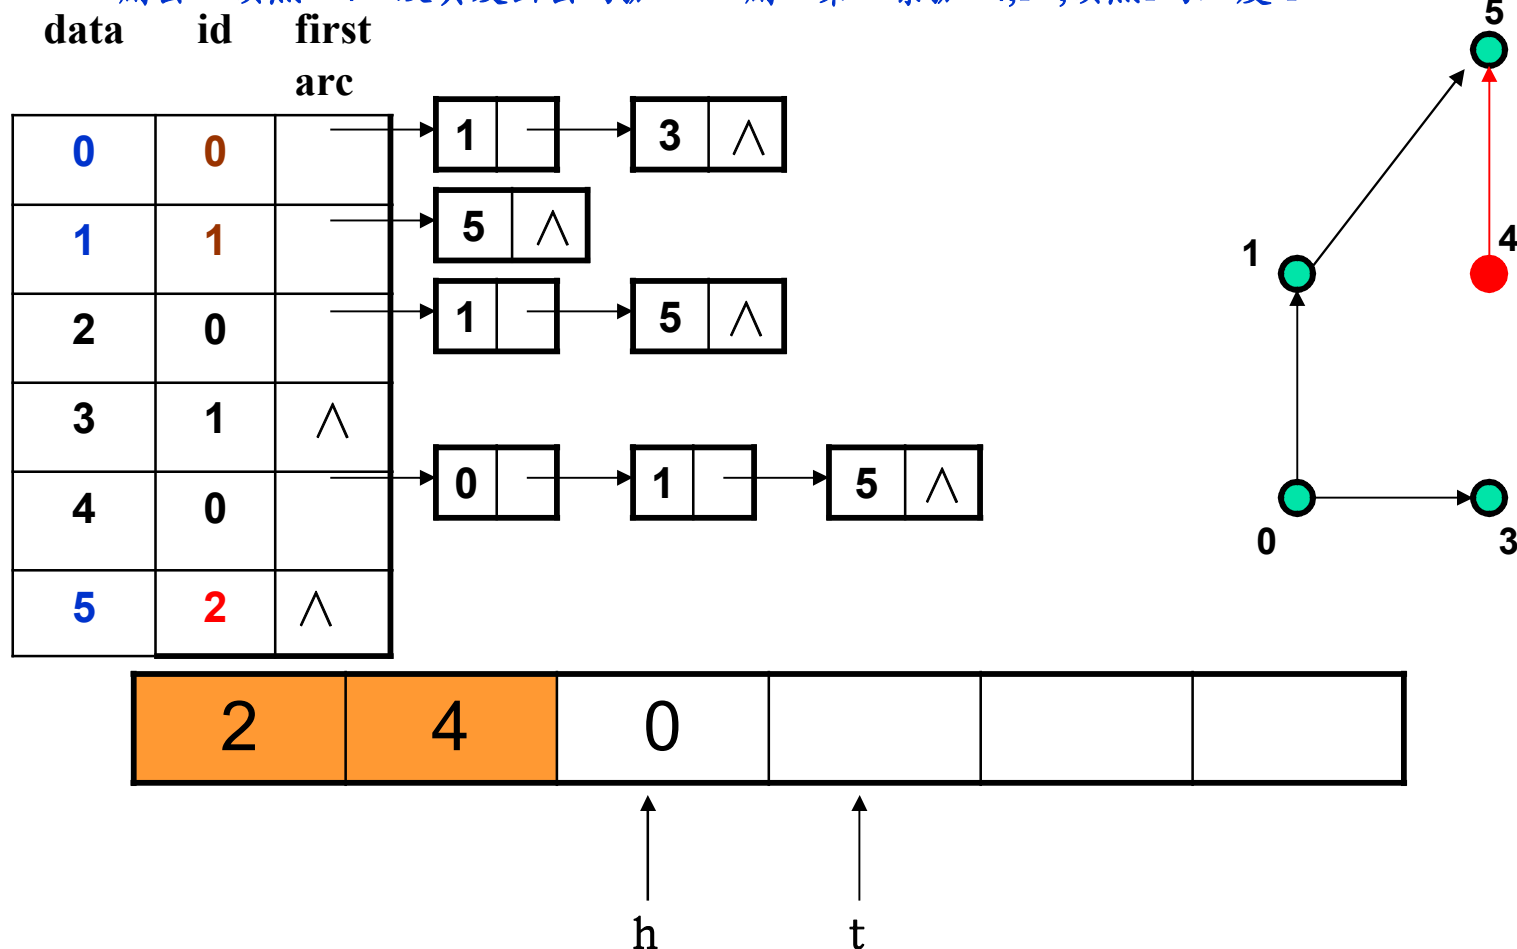 data id first
arc
0 0 1 3 ∧
1 1 5 ∧
2 0 1 5 ∧
3 1 ∧
4 0 0 1 5 ∧
5 2 ∧
5
1
4
0
3
2 4 0
h t